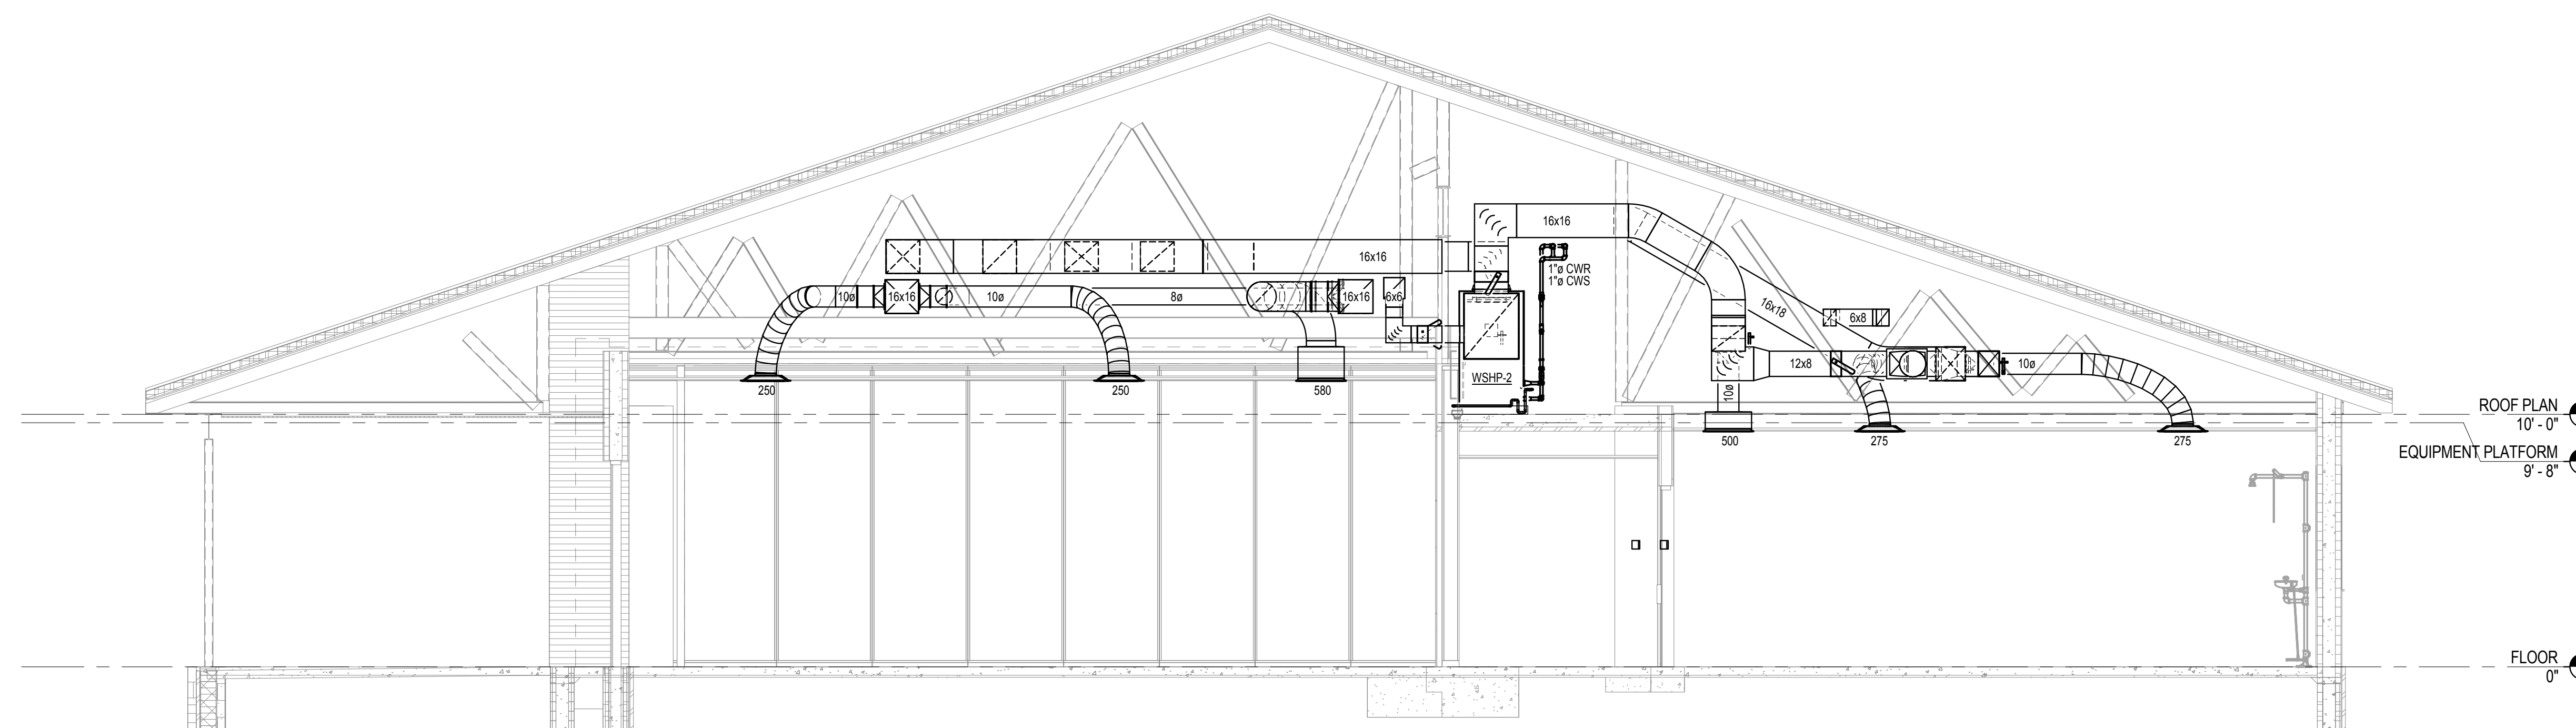 16x16
16x16
1"ø CWR
1"ø CWS
10ø
16x16
10ø
8ø
16x16
6x6
16x18
6x8
12x8
10ø
10ø
WSHP-2
250
250
580
500
275
275
ROOF PLAN
10' - 0"
EQUIPMENT PLATFORM
9' - 8"
FLOOR
0"